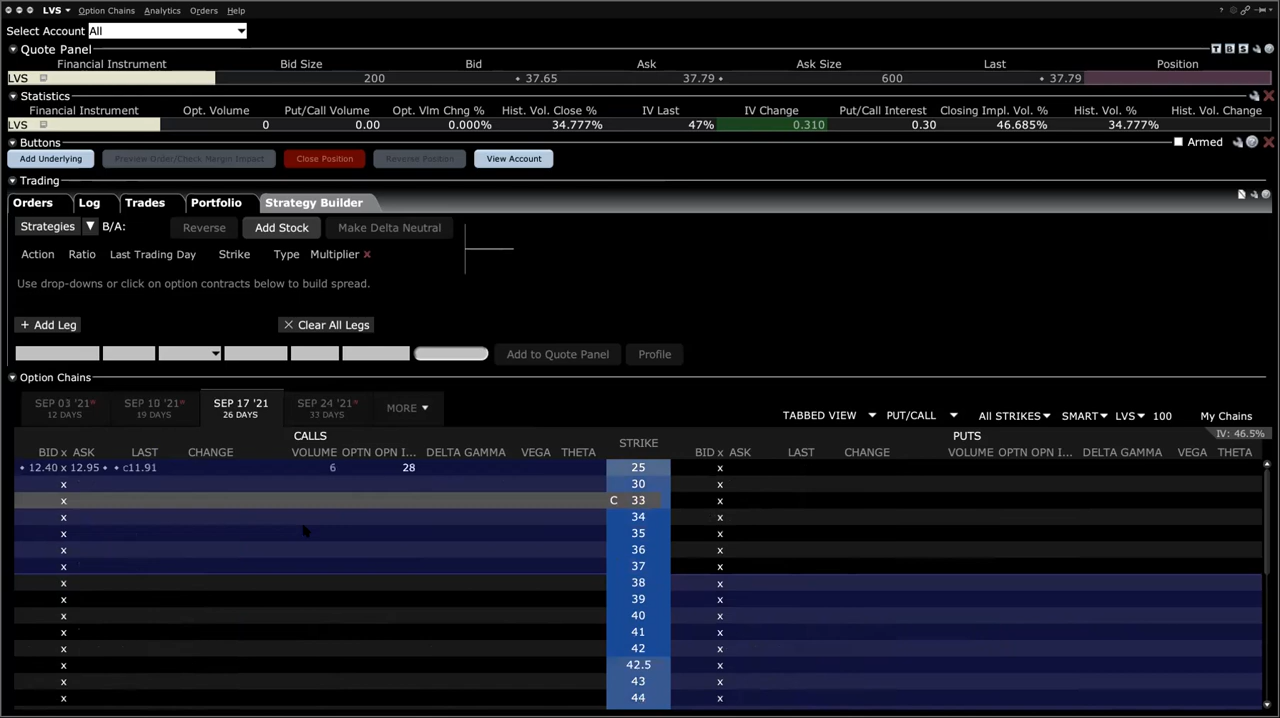 LVS Option Chains Analytics Orders Help ?
Select Account All
Quote Panel T B S
Financial Instrument Bid Size Bid Ask Ask Size Last Position
LVS 200 37.65 37.79 600 37.79
Statistics
Financial Instrument Opt. Volume Put/Call Volume Opt. Vlm Chng % Hist. Vol. Close % IV Last IV Change Put/Call Interest Closing Impl. Vol. % Hist. Vol. % Hist. Vol. Change
LVS 0 0.00 0.000% 34.777% 47% 0.310 0.30 46.685% 34.777%
Buttons Armed
Add Underlying Preview Order/Check Margin Impact Close Position Reverse Position View Account
Trading
Orders Log Trades Portfolio Strategy Builder
Strategies B/A: Reverse Add Stock Make Delta Neutral
Action Ratio Last Trading Day Strike Type Multiplier x
Use drop-downs or click on option contracts below to build spread.
+ Add Leg X Clear All Legs
Add to Quote Panel Profile
Option Chains
SEP 03 '21 SEP 10 '21 SEP 17 '21 SEP 24 '21 MORE TABBED VIEW PUT/CALL All STRIKES SMART LVS 100 My Chains
12 DAYS 19 DAYS 26 DAYS 33 DAYS
CALLS STRIKE PUTS IV: 46.5%
BID x ASK LAST CHANGE VOLUME OPTN OPN I... DELTA GAMMA VEGA THETA BID x ASK LAST CHANGE VOLUME OPTN OPN I... DELTA GAMMA VEGA THETA
12.40 x 12.95 c11.91 6 28 25 x
x 30 x
x C 33 x
x 34 x
x 35 x
x 36 x
x 37 x
x 38 x
x 39 x
x 40 x
x 41 x
x 42 x
x 42.5 x
x 43 x
x 44 x